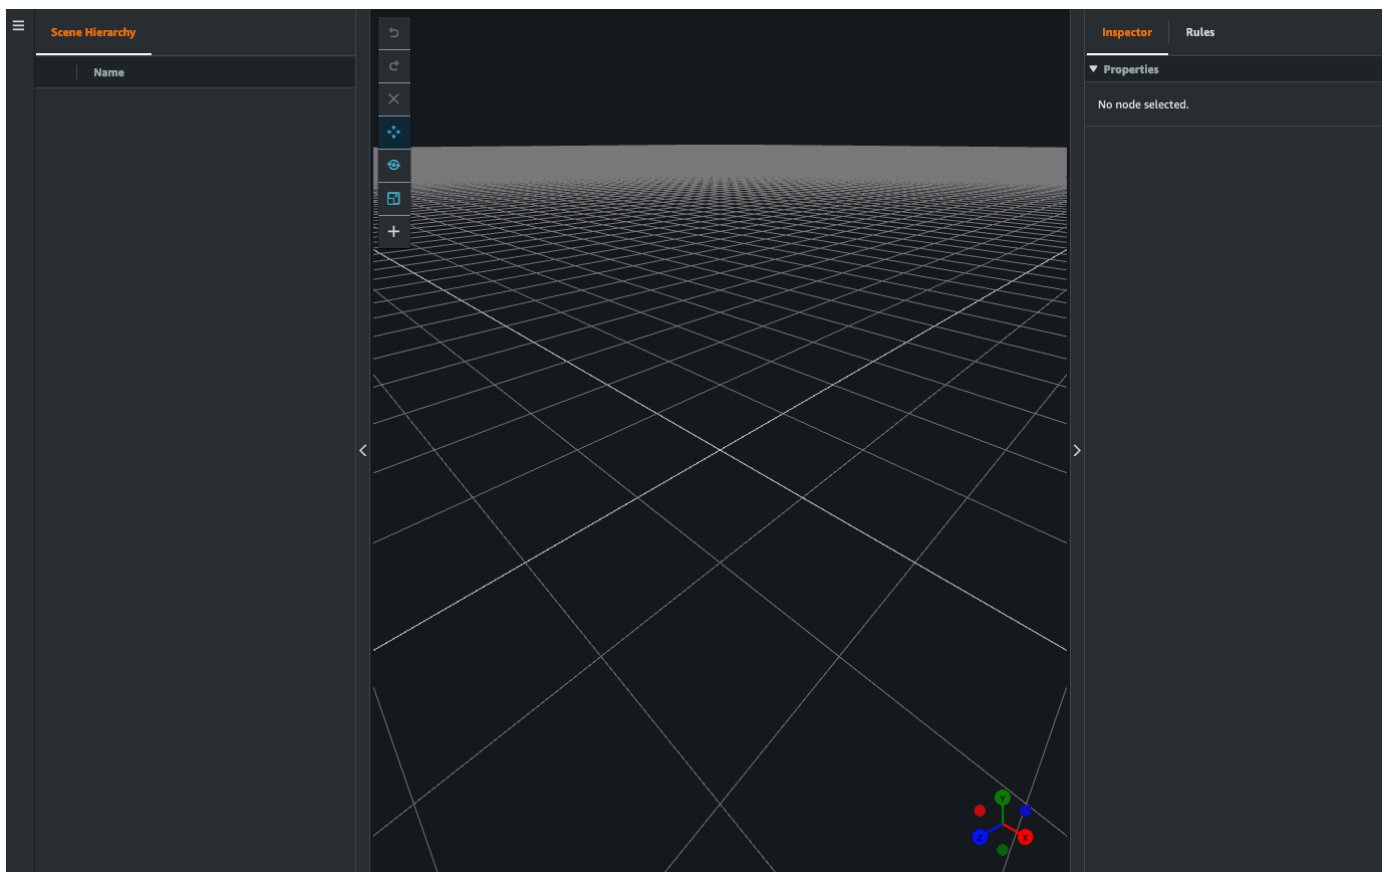 Scene Hierarchy
Name
Inspector
Rules
Properties
No node selected.
Y
Z
X